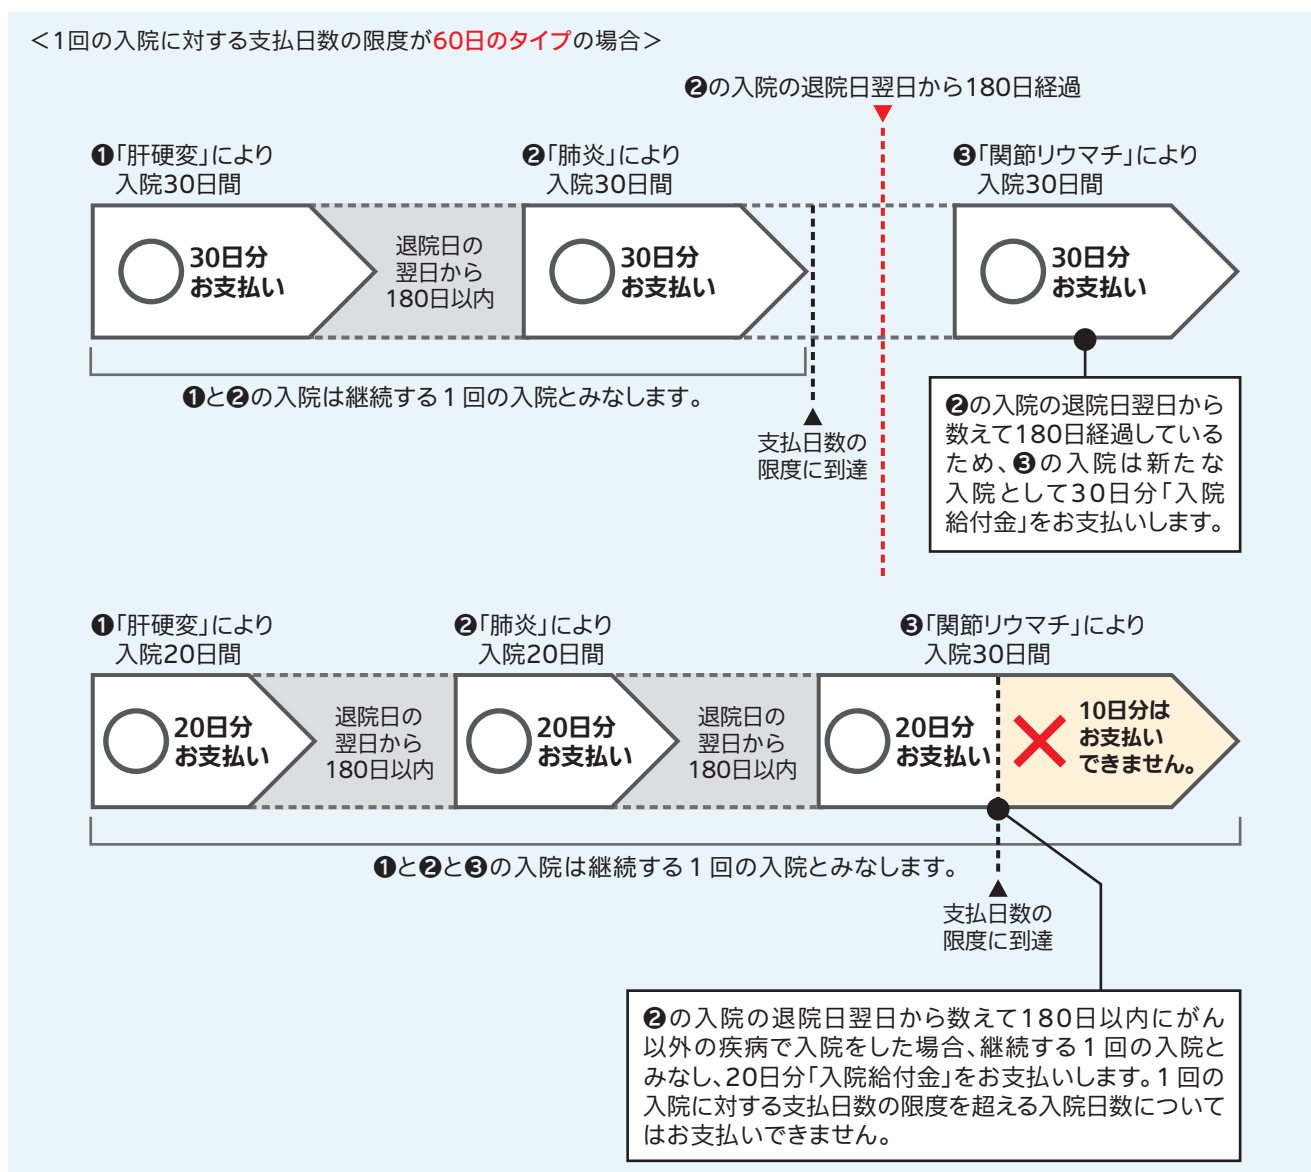 ＜1回の入院に対する支払日数の限度が60日のタイプの場合＞
❷の入院の退院日翌日から180日経過
❶「肝硬変」により
入院30日間
❷「肺炎」により
入院30日間
❸「関節リウマチ」により
入院30日間
30日分
お支払い
退院日の
翌日から
180日以内
30日分
お支払い
30日分
お支払い
❶と❷の入院は継続する１回の入院とみなします。
支払日数の
限度に到達
❷の入院の退院日翌日から
数えて180日経過している
ため、❸の入院は新たな
入院として30日分「入院
給付金」をお支払いします。
❶「肝硬変」により
入院20日間
❷「肺炎」により
入院20日間
❸「関節リウマチ」により
入院30日間
20日分
お支払い
退院日の
翌日から
180日以内
20日分
お支払い
退院日の
翌日から
180日以内
20日分
お支払い
10日分は
お支払い
できません。
❶と❷と❸の入院は継続する１回の入院とみなします。
支払日数の
限度に到達
❷の入院の退院日翌日から数えて180日以内にがん
以外の疾病で入院をした場合、継続する１回の入院と
みなし、20日分「入院給付金」をお支払いします。１回の
入院に対する支払日数の限度を超える入院日数について
はお支払いできません。